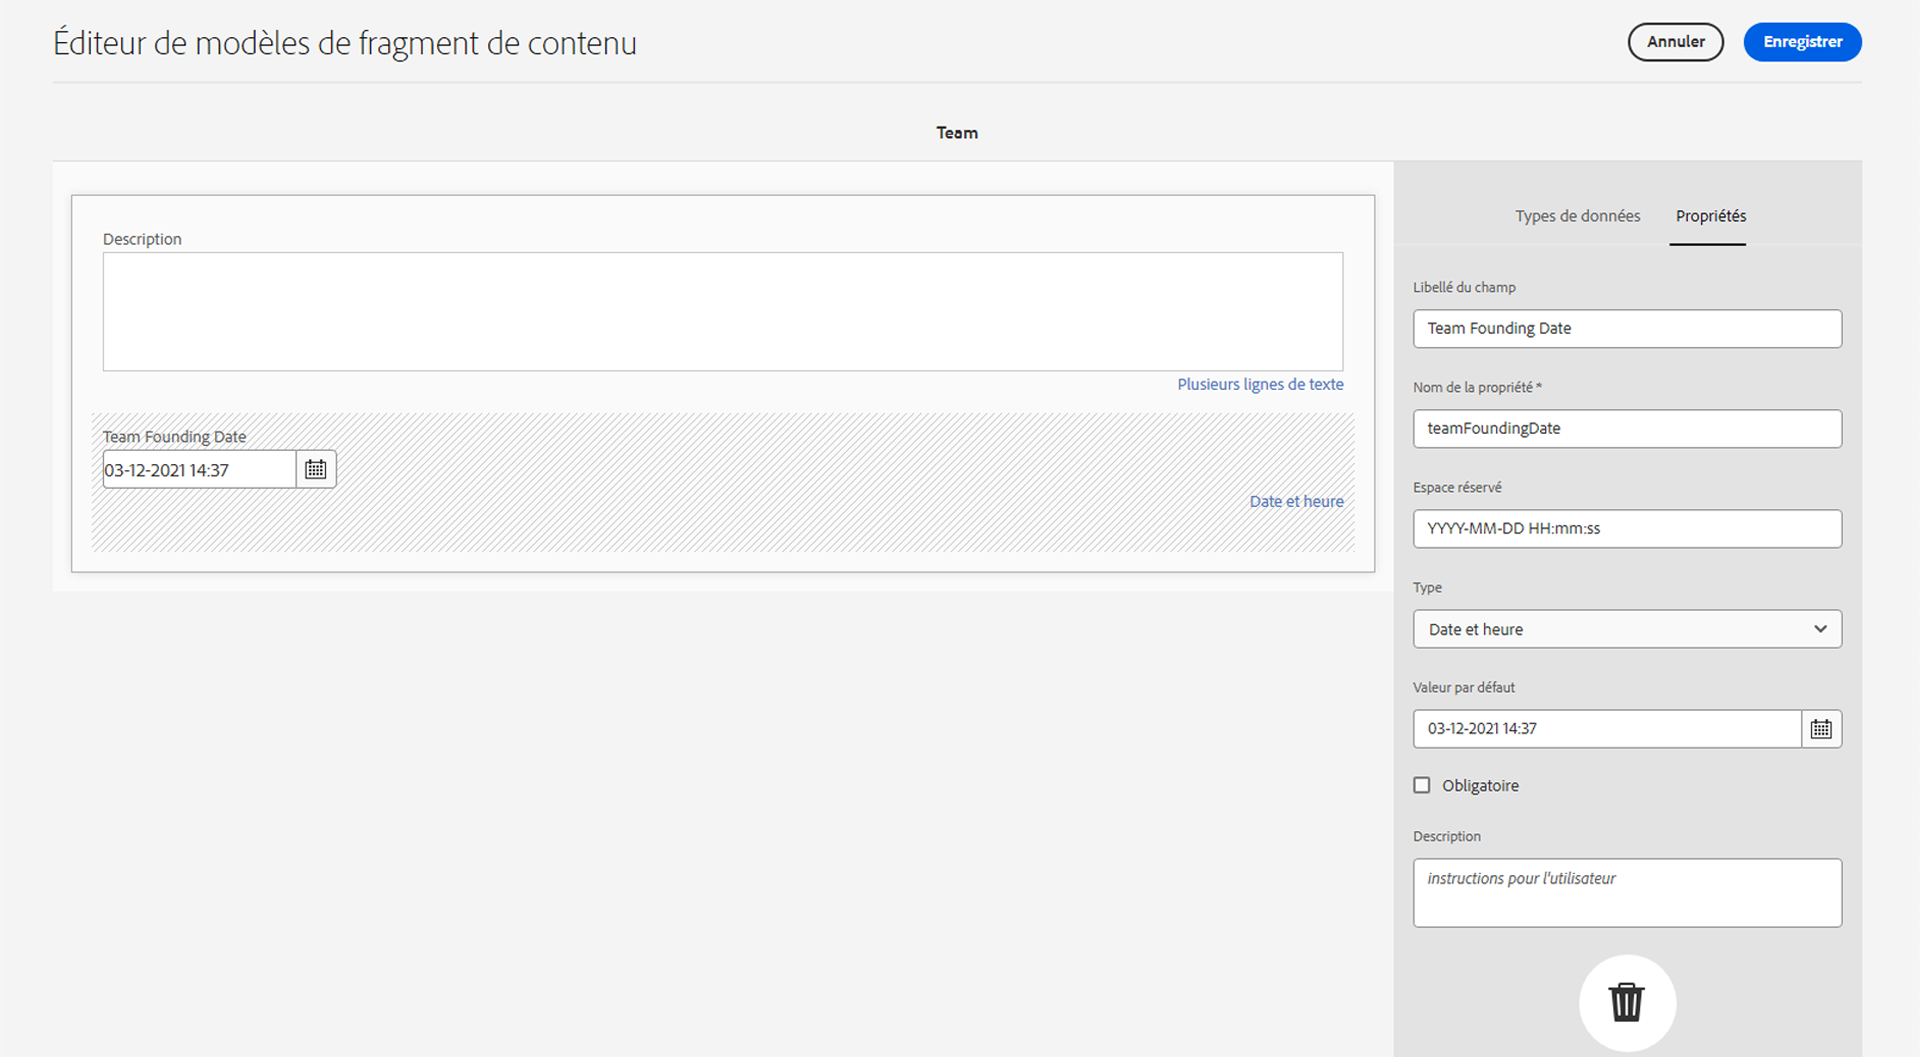 Éditeur de modèles de fragment de contenu
Annuler
Enregistrer
Team
Description
Plusieurs lignes de texte
Team Founding Date
03-12-2021 14:37
Date et heure
Types de données
Propriétés
Libellé du champ
Team Founding Date
Nom de la propriété *
teamFoundingDate
Espace réservé
YYYY-MM-DD HH:mm:ss
Type
Date et heure
Valeur par défaut
03-12-2021 14:37
Obligatoire
Description
instructions pour l'utilisateur